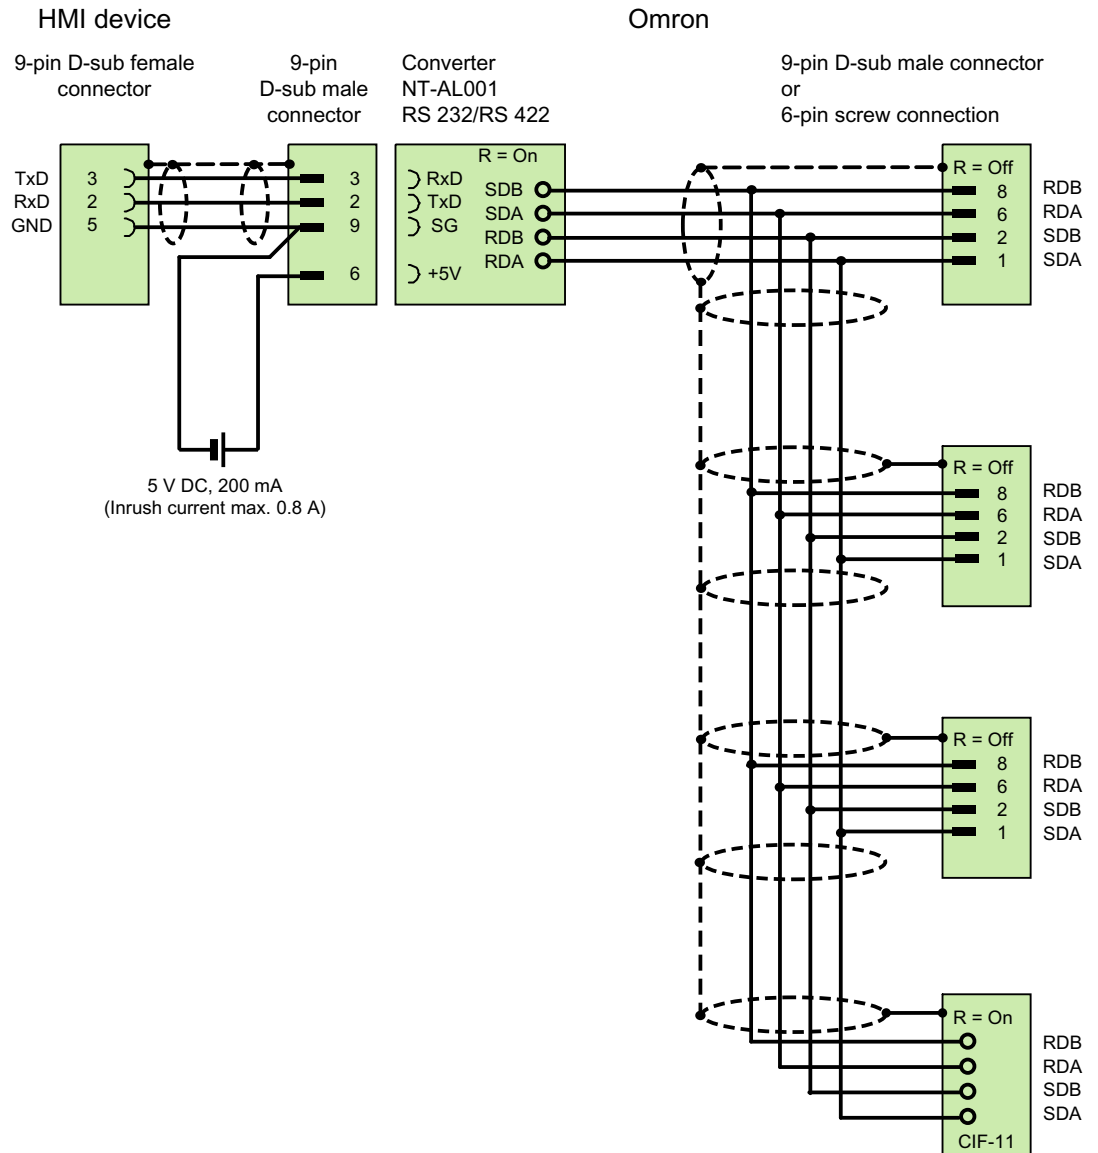 HMI device
Omron
9-pin D-sub female
connector
9-pin
D-sub male
connector
Converter
NT-AL001
RS 232/RS 422
9-pin D-sub male connector
or
6-pin screw connection
TxD 3
RxD 2
GND 5
3
2
9
6
R = On
RxD
TxD
SG
+5V
SDB
SDA
RDB
RDA
R = Off
8 RDB
6 RDA
2 SDB
1 SDA
5 V DC, 200 mA
(Inrush current max. 0.8 A)
R = Off
8 RDB
6 RDA
2 SDB
1 SDA
R = Off
8 RDB
6 RDA
2 SDB
1 SDA
R = On
RDB
RDA
SDB
SDA
CIF-11